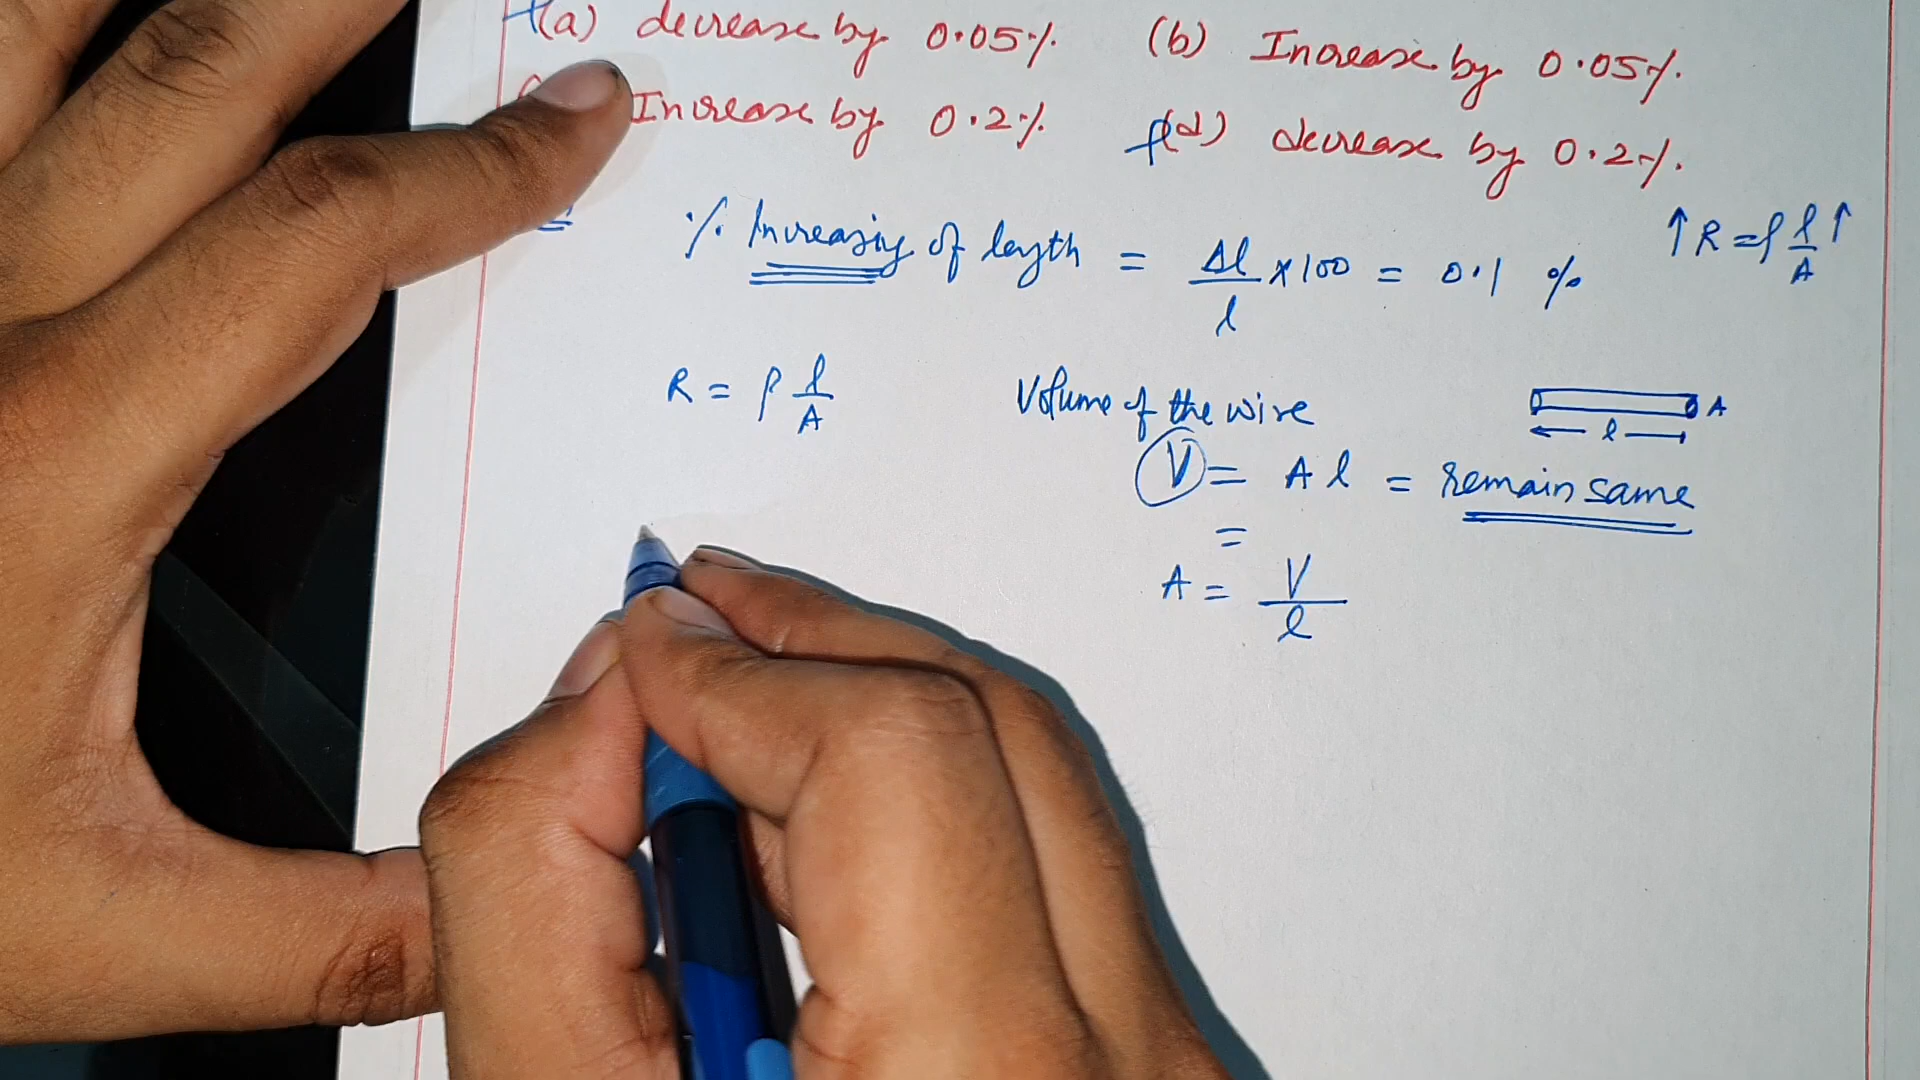 (a) decrease by 0.05%. (b) Increase by 0.05%.
Increase by 0.2% (d) decrease by 0.2%.
% Increasing of length = Δl/l × 100 = 0.1 %
↑ R = ρ l/A ↑
R = ρ l/A
Volume of the wire
A
l
V = A l = remain same
=
A = V/l